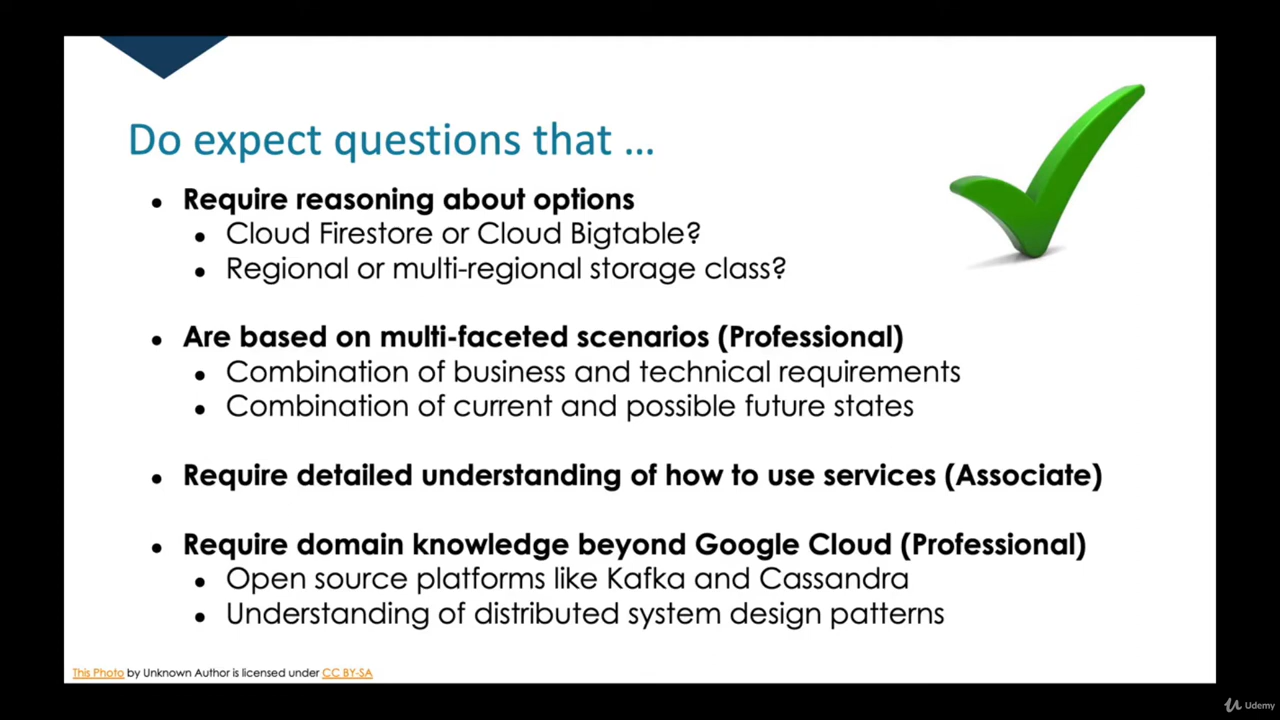 Do expect questions that ...
• Require reasoning about options
• Cloud Firestore or Cloud Bigtable?
• Regional or multi-regional storage class?
• Are based on multi-faceted scenarios (Professional)
• Combination of business and technical requirements
• Combination of current and possible future states
• Require detailed understanding of how to use services (Associate)
• Require domain knowledge beyond Google Cloud (Professional)
• Open source platforms like Kafka and Cassandra
• Understanding of distributed system design patterns
This Photo by Unknown Author is licensed under CC BY-SA
Udemy